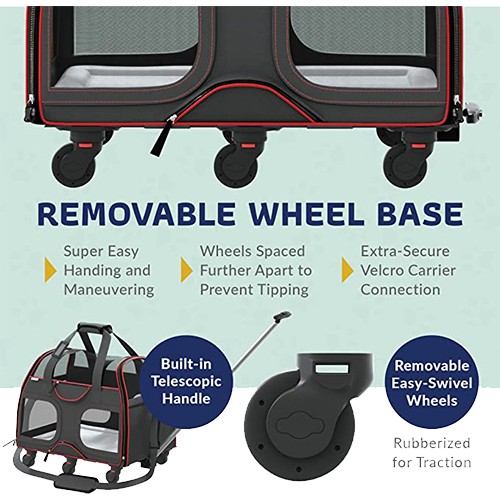 REMOVABLE WHEEL BASE
Super Easy
Handing and
Maneuvering
Wheels Spaced
Further Apart to
Prevent Tipping
Extra-Secure
Velcro Carrier
Connection
Built-in
Telescopic
Handle
Removable
Easy-Swivel
Wheels
Rubberized
for Traction